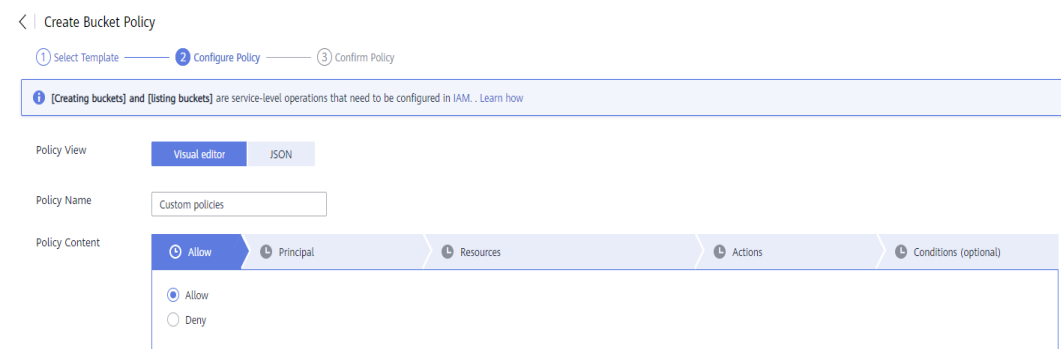 Create Bucket Policy
1 Select Template 2 Configure Policy 3 Confirm Policy
[Creating buckets] and [listing buckets] are service-level operations that need to be configured in IAM. . Learn how
Policy View Visual editor JSON
Policy Name Custom policies
Policy Content Allow Principal Resources Actions Conditions (optional)
Allow
Deny